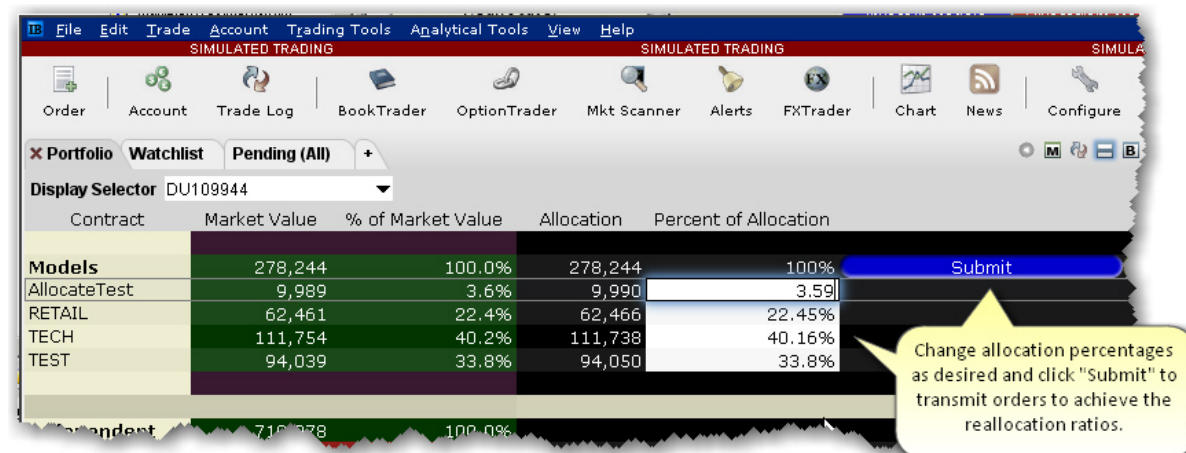 IB File Edit Trade Account Trading Tools Analytical Tools View Help
SIMULATED TRADING SIMULATED TRADING SIMULA
Order Account Trade Log BookTrader OptionTrader Mkt Scanner Alerts FX FXTrader Chart News Configure
X Portfolio Watchlist Pending (All) + M B
Display Selector DU109944
Contract Market Value % of Market Value Allocation Percent of Allocation
Models 278,244 100.0% 278,244 100% Submit
AllocateTest 9,989 3.6% 9,990 3.59
RETAIL 62,461 22.4% 62,466 22.45%
TECH 111,754 40.2% 111,738 40.16%
TEST 94,039 33.8% 94,050 33.8%
Change allocation percentages
as desired and click "Submit" to
transmit orders to achieve the
reallocation ratios.
100.0%